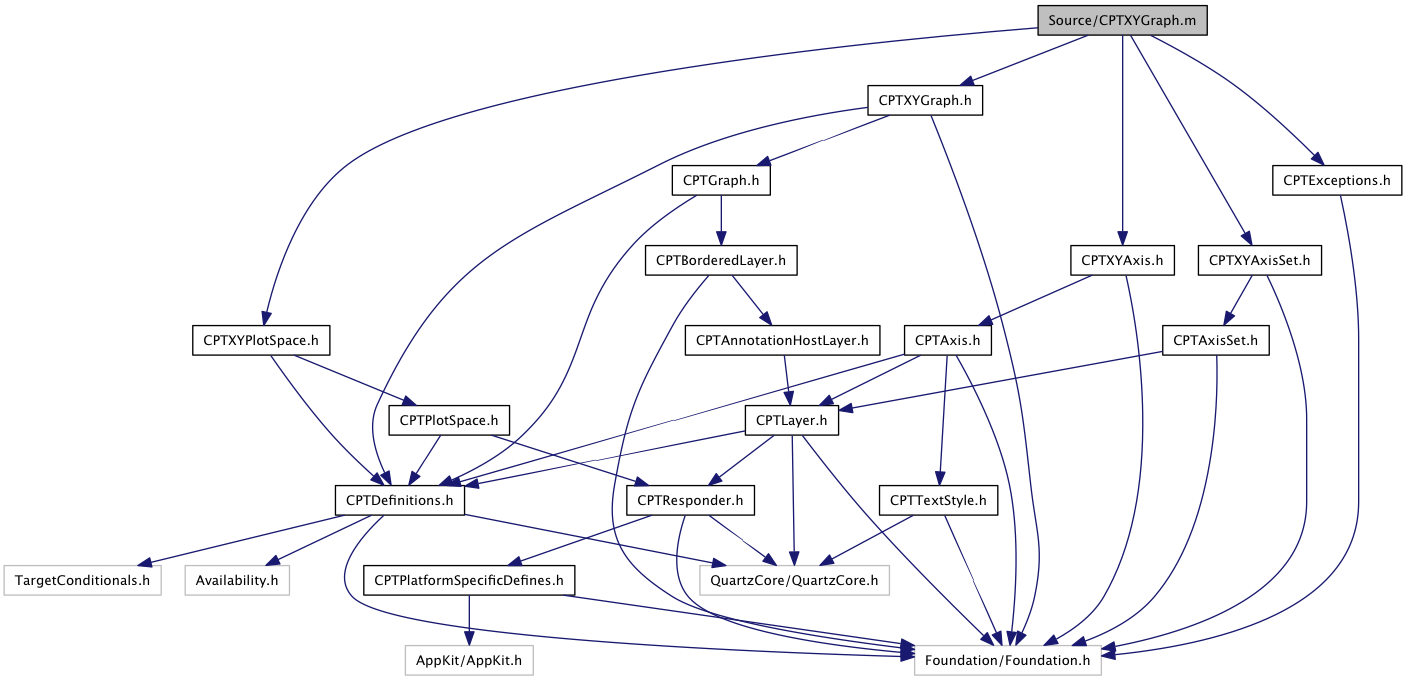 Source/CPTXYGraph.m
CPTXYGraph.h
CPTGraph.h
CPTExceptions.h
CPTBorderedLayer.h
CPTXYAxis.h
CPTXYAxisSet.h
CPTXYPlotSpace.h
CPTAnnotationHostLayer.h
CPTAxis.h
CPTAxisSet.h
CPTPlotSpace.h
CPTLayer.h
CPTDefinitions.h
CPTResponder.h
CPTTextStyle.h
TargetConditionals.h
Availability.h
CPTPlatformSpecificDefines.h
QuartzCore/QuartzCore.h
AppKit/AppKit.h
Foundation/Foundation.h